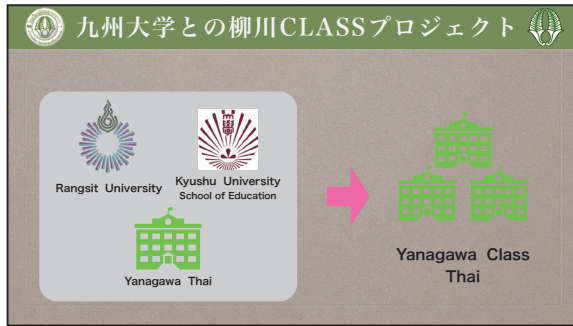 九州大学との柳川CLASSプロジェクト
Rangsit University
Kyushu University
School of Education
Yanagawa Thai
Yanagawa Class
Thai